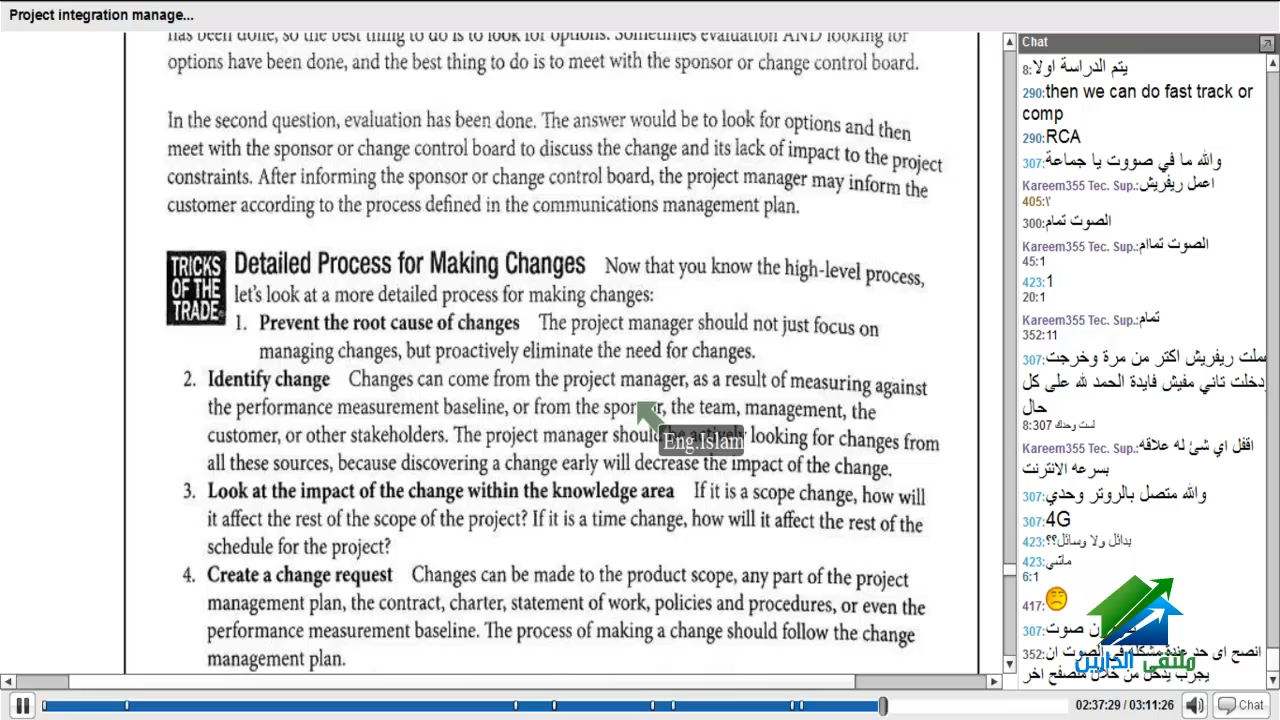 Project integration manage...
has been done, so the best thing to do is to look for options. Sometimes evaluation AND looking for
options have been done, and the best thing to do is to meet with the sponsor or change control board.
In the second question, evaluation has been done. The answer would be to look for options and then
meet with the sponsor or change control board to discuss the change and its lack of impact to the project
constraints. After informing the sponsor or change control board, the project manager may inform the
customer according to the process defined in the communications management plan.
TRICKS
OF THE
TRADE
Detailed Process for Making Changes Now that you know the high-level process,
let's look at a more detailed process for making changes:
1. Prevent the root cause of changes The project manager should not just focus on
managing changes, but proactively eliminate the need for changes.
2. Identify change Changes can come from the project manager, as a result of measuring against
the performance measurement baseline, or from the sponsor, the team, management, the
customer, or other stakeholders. The project manager should be actively looking for changes from
all these sources, because discovering a change early will decrease the impact of the change.
Eng.Islam
3. Look at the impact of the change within the knowledge area If it is a scope change, how will
it affect the rest of the scope of the project? If it is a time change, how will it affect the rest of the
schedule for the project?
4. Create a change request Changes can be made to the product scope, any part of the project
management plan, the contract, charter, statement of work, policies and procedures, or even the
performance measurement baseline. The process of making a change should follow the change
management plan.
Chat
8: يتم الدراسة اولا
290: then we can do fast track or
comp
290: RCA
307: والله ما في صووت يا جماعة
Kareem355 Tec. Sup.: اعمل ريفريش
405: \'
300: الصوت تمام
Kareem355 Tec. Sup.: الصوت تماام
45: 1
423: 1
20: 1
Kareem355 Tec. Sup.: تمام
352: 11
307: عملت ريفريش اكتر من مرة وخرجت
دخلت تاني مفيش فايدة الحمد لله على كل
حال
8: لست وحدك 307
Kareem355 Tec. Sup.: اقفل اي شئ له علاقه
بسرعه الانترنت
307: والله متصل بالروتر وحدي
307: 4G
423: بدائل ولا وسائل؟؟
423: ماشي
6: 1
417:
307: صوت
352: انصح اى حد عنده مشكله فى الصوت ان
يجرب يدخل من خلال متصفح اخر
ملتقى الدارين
02:37:29 / 03:11:26
Chat